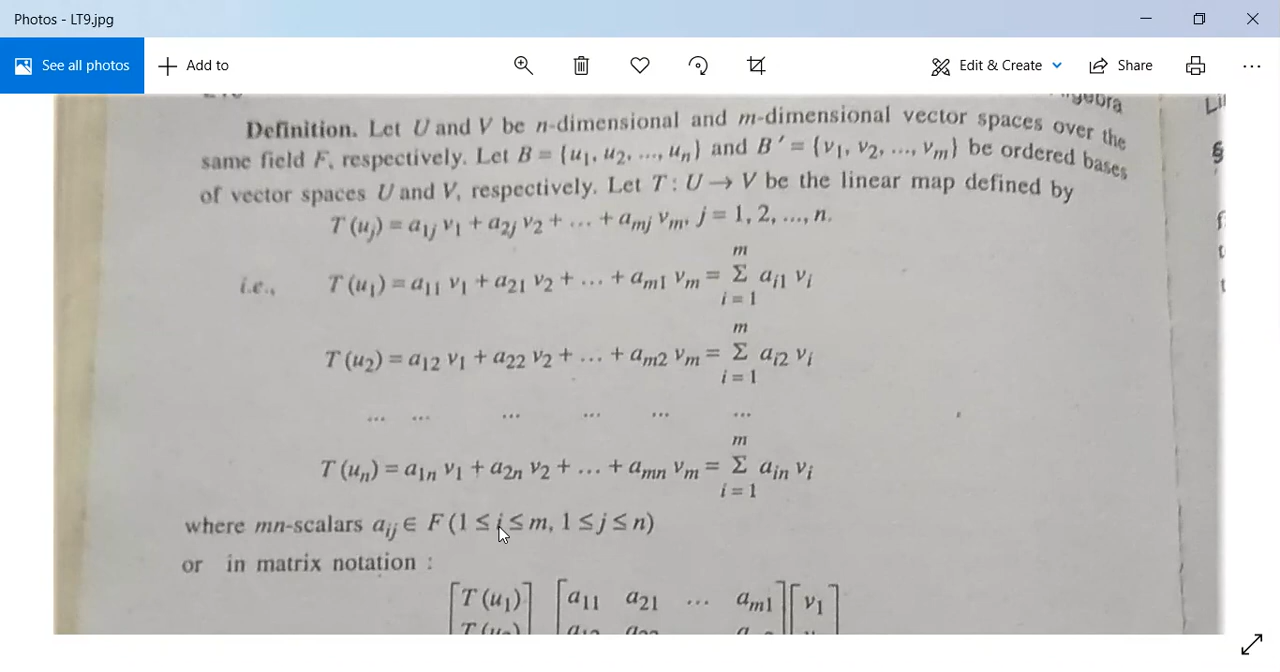 Photos - LT9.jpg
See all photos
Add to
Edit & Create
Share
Definition. Let U and V be n-dimensional and m-dimensional vector spaces over the
same field F, respectively. Let B = {u₁, u₂, ..., uₙ} and B′ = {v₁, v₂, ..., vₘ} be ordered bases
of vector spaces U and V, respectively. Let T : U → V be the linear map defined by
T (uⱼ) = a₁ⱼ v₁ + a₂ⱼ v₂ + ... + aₘⱼ vₘ, j = 1, 2, ..., n.
m
i.e., T (u₁) = a₁₁ v₁ + a₂₁ v₂ + ... + aₘ₁ vₘ = Σ aᵢ₁ vᵢ
i = 1
m
T (u₂) = a₁₂ v₁ + a₂₂ v₂ + ... + aₘ₂ vₘ = Σ aᵢ₂ vᵢ
i = 1
... ... ... ... ... ...
m
T (uₙ) = a₁ₙ v₁ + a₂ₙ v₂ + ... + aₘₙ vₘ = Σ aᵢₙ vᵢ
i = 1
where mn-scalars aᵢⱼ ∈ F (1 ≤ i ≤ m, 1 ≤ j ≤ n)
or in matrix notation :
[T (u₁)] [a₁₁ a₂₁ ... aₘ₁] [v₁]